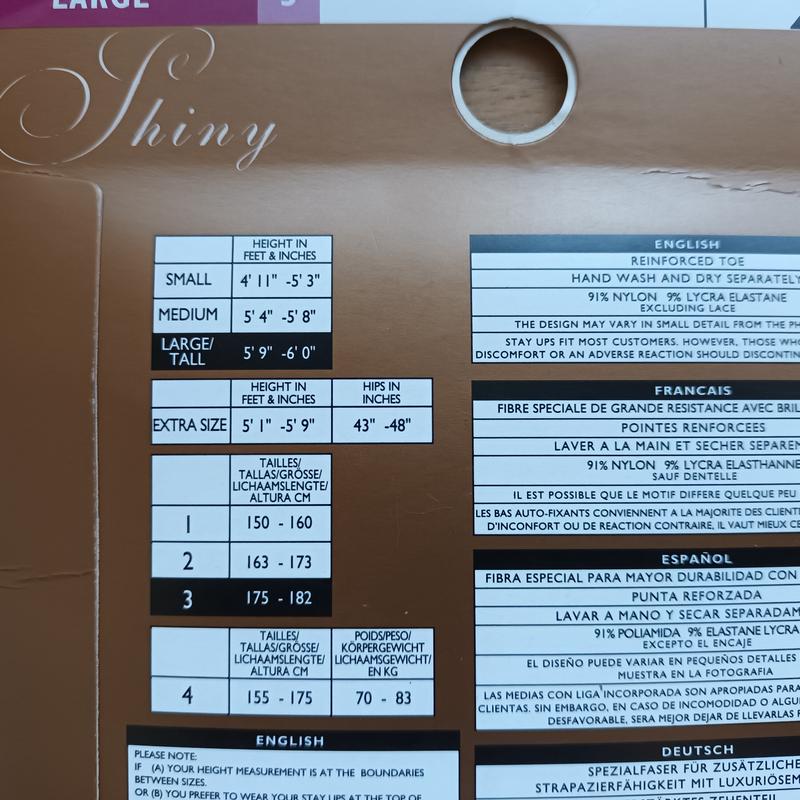 LARGE
Shiny
HEIGHT IN
FEET & INCHES
SMALL 4' 11" -5' 3"
MEDIUM 5' 4" -5' 8"
LARGE/
TALL 5' 9" -6' 0"
HEIGHT IN
FEET & INCHES
HIPS IN
INCHES
EXTRA SIZE 5' 1" -5' 9" 43" -48"
TAILLES/
TALLAS/GRÖSSE/
LICHAAMSLENGTE/
ALTURA CM
1 150 - 160
2 163 - 173
3 175 - 182
TAILLES/
TALLAS/GRÖSSE/
LICHAAMSLENGTE/
ALTURA CM
POIDS/PESO/
KÖRPERGEWICHT
LICHAAMSGEWICHT/
EN KG
4 155 - 175 70 - 83
ENGLISH
PLEASE NOTE:
IF (A) YOUR HEIGHT MEASUREMENT IS AT THE BOUNDARIES
BETWEEN SIZES.
OR (B) YOU PREFER TO WEAR YOUR STAY UPS AT THE TOP OF
ENGLISH
REINFORCED TOE
HAND WASH AND DRY SEPARATELY
91% NYLON 9% LYCRA ELASTANE
EXCLUDING LACE
THE DESIGN MAY VARY IN SMALL DETAIL FROM THE
STAY UPS FIT MOST CUSTOMERS. HOWEVER, THOSE
DISCOMFORT OR AN ADVERSE REACTION SHOULD
FRANCAIS
FIBRE SPECIALE DE GRANDE RESISTANCE AVEC
POINTES RENFORCEES
LAVER A LA MAIN ET SECHER
91% NYLON 9% LYCRA ELASTHANNE
SAUF DENTELLE
IL EST POSSIBLE QUE LE MOTIF DIFFERE QUELQUE PEU
LES BAS AUTO-FIXANTS CONVIENNENT A LA MAJORITE DES
D'INCONFORT OU DE REACTION CONTRAIRE, IL VAUT MIEUX
ESPAÑOL
FIBRA ESPECIAL PARA MAYOR DURABILIDAD CON
PUNTA REFORZADA
LAVAR A MANO Y SECAR
91% POLIAMIDA 9% ELASTANE LYCRA
EXCEPTO EL ENCAJE
EL DISEÑO PUEDE VARIAR EN PEQUEÑOS DETALLES
MUESTRA EN LA FOTOGRAFIA
LAS MEDIAS CON LIGA INCORPORADA SON APROPIADAS PARA
CLIENTAS. SIN EMBARGO, EN CASO DE INCOMODIDAD O
DESFAVORABLE, SERA MEJOR DEJAR DE LLEVARLAS
DEUTSCH
SPEZIALFASER FÜR ZUSÄTZLICHE
STRAPAZIERFÄHIGKEIT MIT